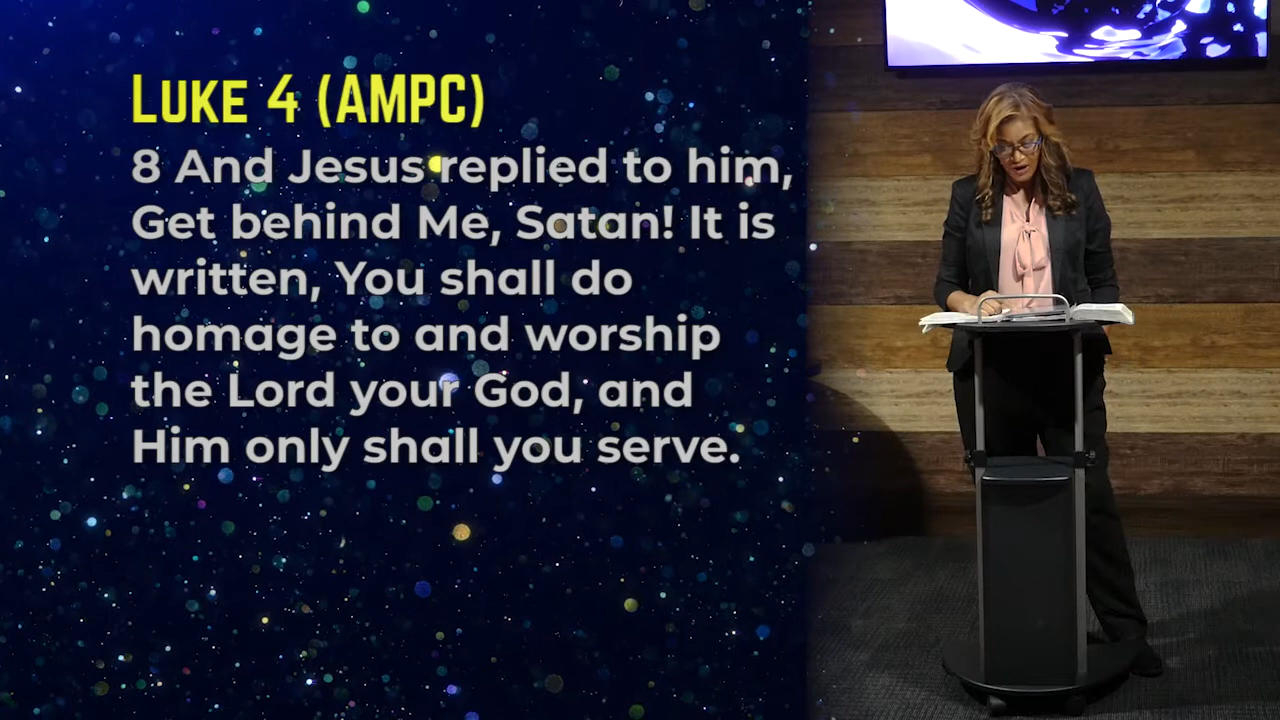 Luke 4 (AMPC)
8 And Jesus replied to him,
Get behind Me, Satan! It is
written, You shall do
homage to and worship
the Lord your God, and
Him only shall you serve.